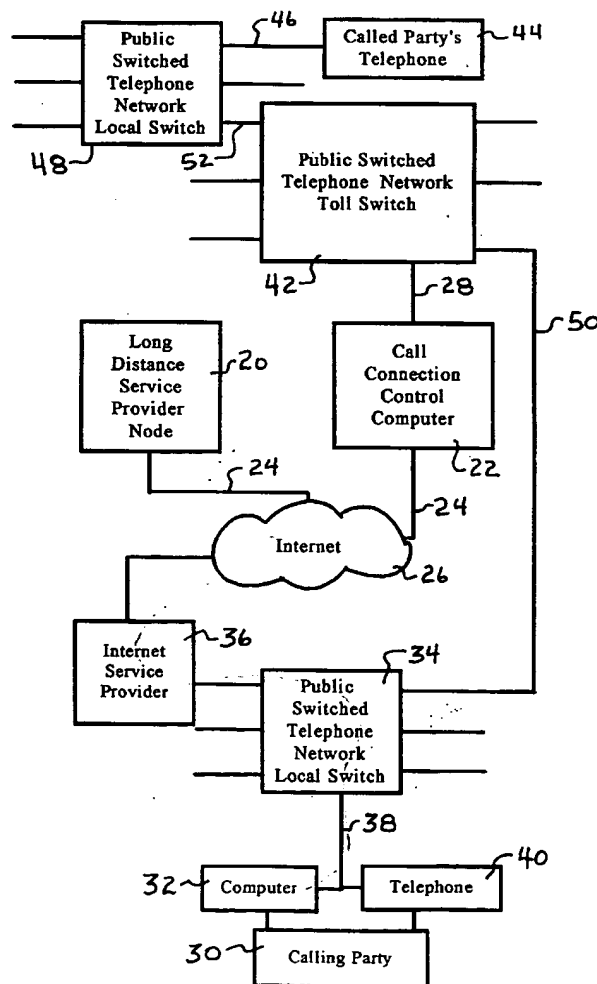 46
Public
Switched
Telephone
Network
Local Switch
Called Party's
Telephone
44
48
52
Public Switched
Telephone Network
Toll Switch
42
28
50
Long
Distance
Service
Provider
Node
20
Call
Connection
Control
Computer
22
24
24
Internet
26
36
Internet
Service
Provider
34
Public
Switched
Telephone
Network
Local Switch
38
40
32
Computer
Telephone
30
Calling Party